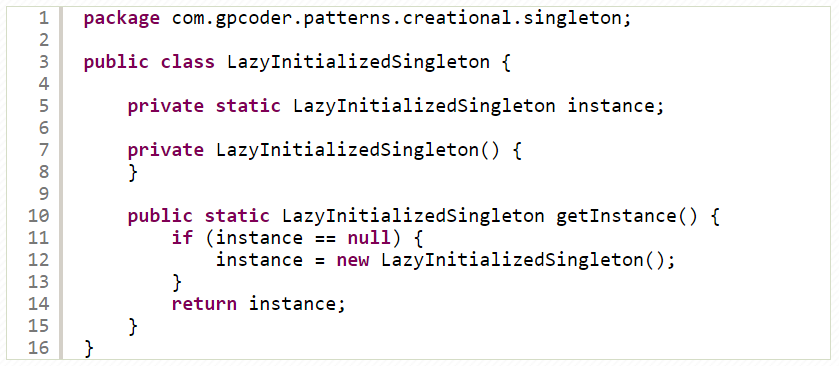 1 package com.gpcoder.patterns.creational.singleton;
2
3 public class LazyInitializedSingleton {
4
5     private static LazyInitializedSingleton instance;
6
7     private LazyInitializedSingleton() {
8     }
9
10     public static LazyInitializedSingleton getInstance() {
11         if (instance == null) {
12             instance = new LazyInitializedSingleton();
13         }
14         return instance;
15     }
16 }